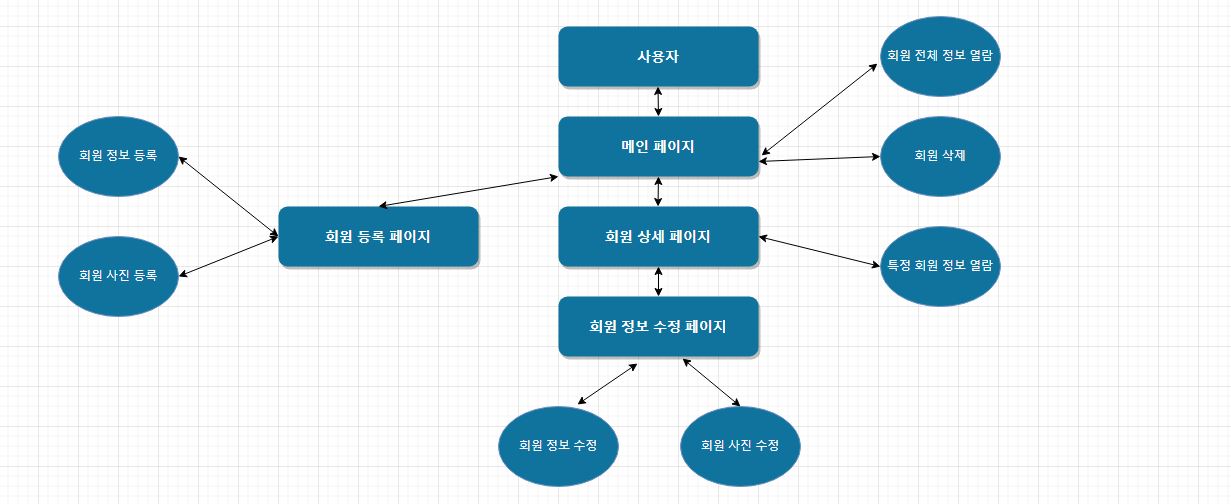 사용자
회원 전체 정보 열람
메인 페이지
회원 정보 등록
회원 삭제
회원 등록 페이지
회원 상세 페이지
회원 사진 등록
특정 회원 정보 열람
회원 정보 수정 페이지
회원 정보 수정
회원 사진 수정